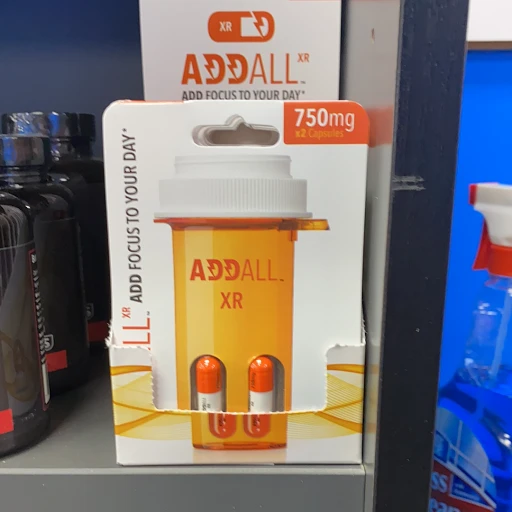 XR
ADDALL XR
ADD FOCUS TO YOUR DAY*
750mg
x2 Capsules
ADD FOCUS TO YOUR DAY*
LL XR
ADDALL
XR